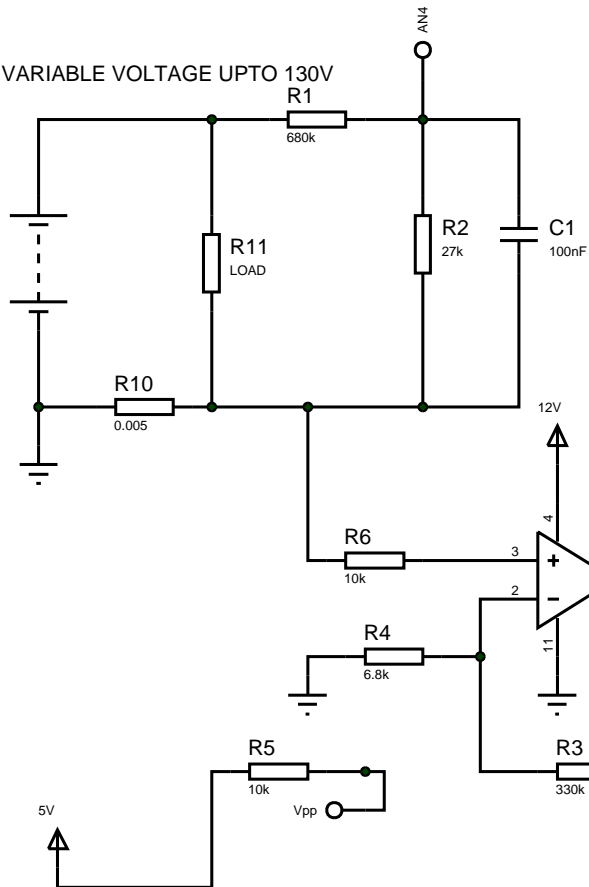 AN4
VARIABLE VOLTAGE UPTO 130V
R1
680k
R2
27k
C1
100nF
R11
LOAD
R10
0.005
12V
4
R6
10k
3
+
2
−
11
R4
6.8k
R5
10k
R3
330k
Vpp
5V